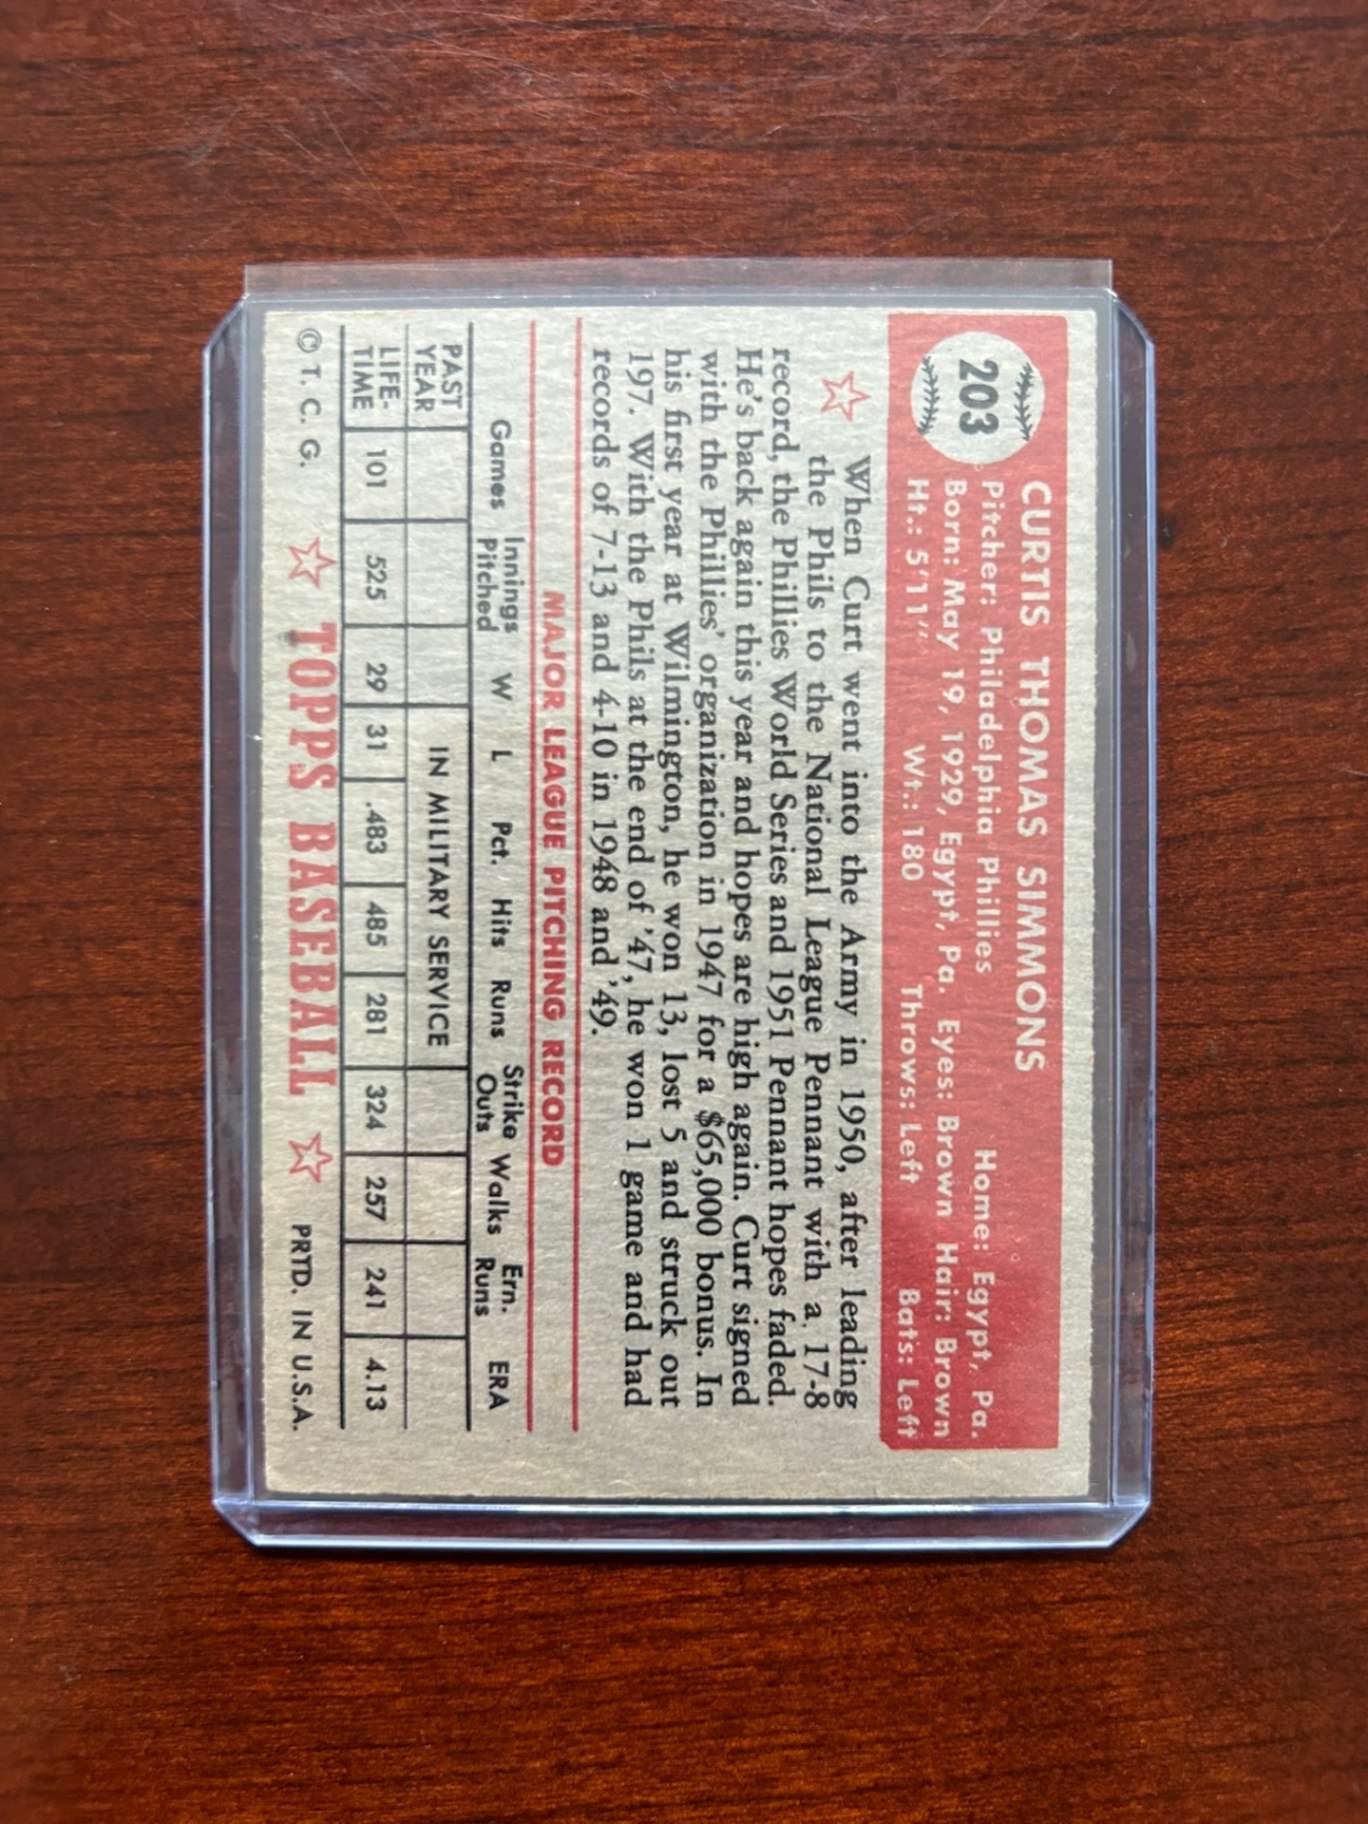 203
CURTIS THOMAS SIMMONS
Pitcher: Philadelphia Phillies Home: Egypt, Pa.
Born: May 19, 1929, Egypt, Pa. Eyes: Brown Hair: Brown
Ht.: 5'11" Wt.: 180 Throws: Left Bats: Left
When Curt went into the Army in 1950, after leading
the Phils to the National League Pennant with a 17-8
record, the Phillies World Series and 1951 Pennant hopes faded.
He's back again this year and hopes are high again. Curt signed
with the Phillies' organization in 1947 for a $65,000 bonus. In
his first year at Wilmington, he won 13, lost 5 and struck out
197. With the Phils at the end of '47, he won 1 game and had
records of 7-13 and 4-10 in 1948 and '49.
MAJOR LEAGUE PITCHING RECORD
Games Innings Pitched W L Pct. Hits Runs Strike Outs Walks Ern. Runs ERA
PAST YEAR IN MILITARY SERVICE
LIFE-TIME 101 525 29 31 .483 485 281 324 257 241 4.13
© T. C. G. TOPPS BASEBALL PRTD. IN U.S.A.